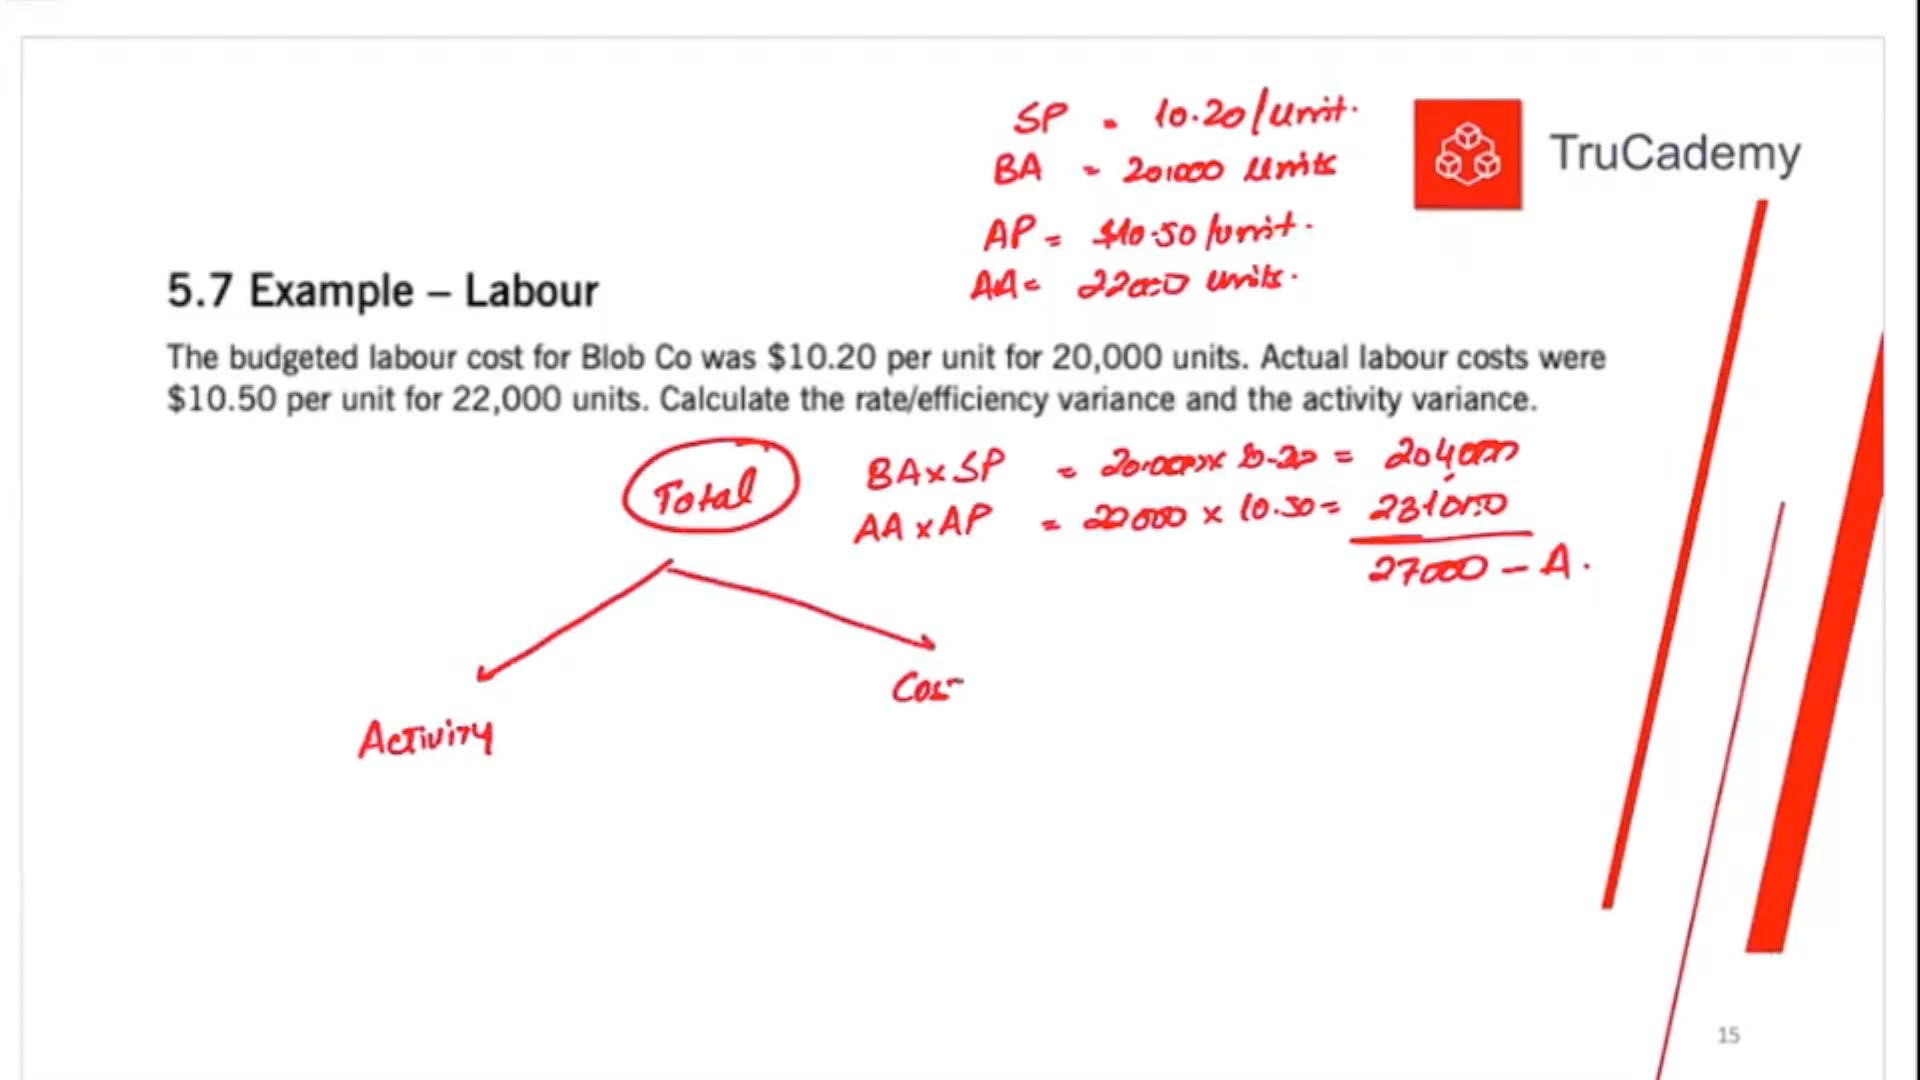 SP = 10.20/unit.
BA = 20,000 units
AP = $10.50/unit.
AA = 22000 units.
TruCademy
5.7 Example – Labour
The budgeted labour cost for Blob Co was $10.20 per unit for 20,000 units. Actual labour costs were
$10.50 per unit for 22,000 units. Calculate the rate/efficiency variance and the activity variance.
Total
BA x SP = 20,000 x 10.20 = 204,000
AA x AP = 22000 x 10.50 = 231000
27000 – A.
Activity
Cost
15